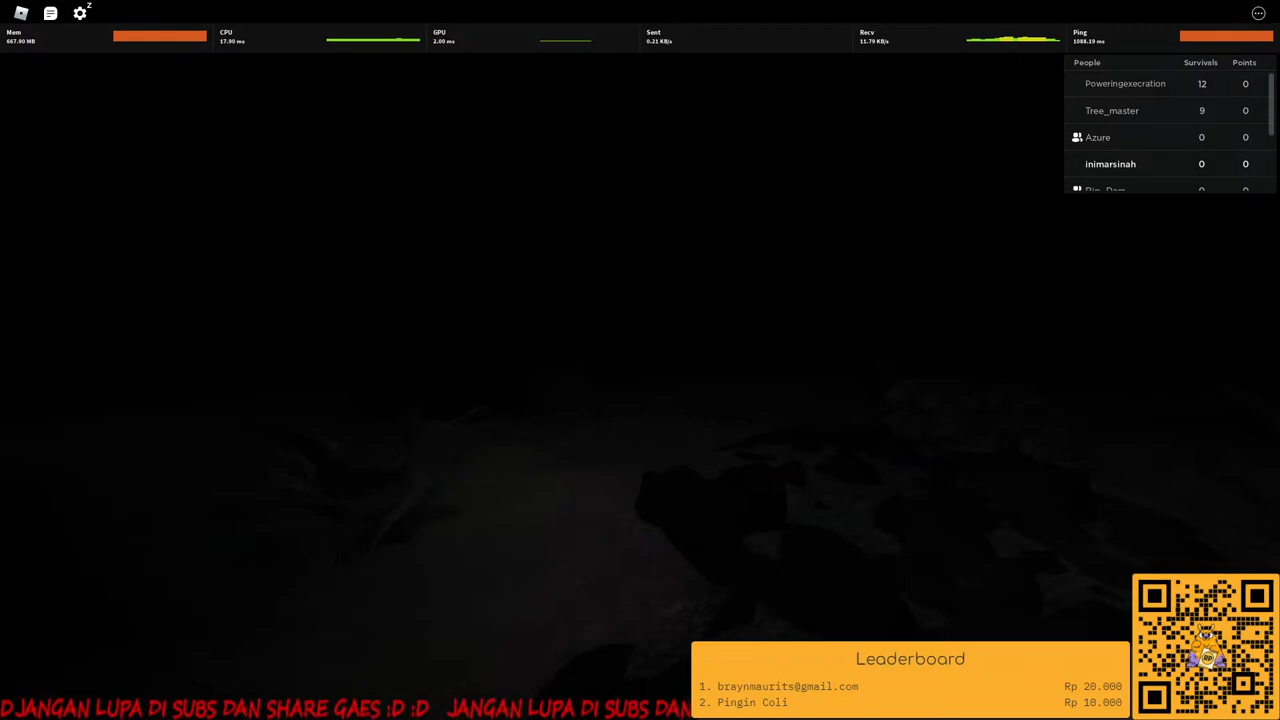 Z
Mem
667.90 MB
CPU
17.90 ms
GPU
2.00 ms
Sent
0.21 KB/s
Recv
11.79 KB/s
Ping
1088.19 ms
People Survivals Points
Poweringexecration 12 0
Tree_master 9 0
Azure 0 0
inimarsinah 0 0
Leaderboard
1. braynmaurits@gmail.com Rp 20.000
2. Pingin Coli Rp 10.000
RP
D JANGAN LUPA DI SUBS DAN SHARE GAES :D :D JANGAN LUPA DI SUBS DAN